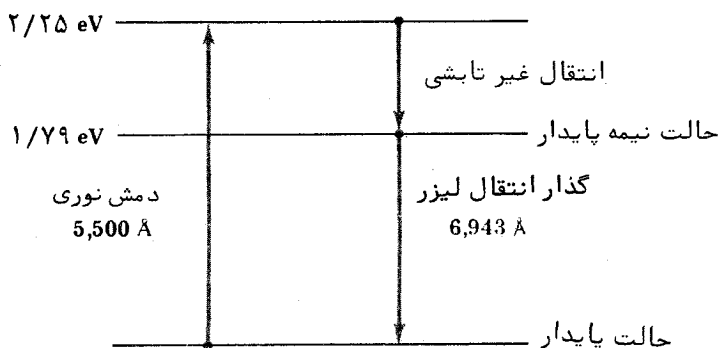 ۲/۲۵ eV
انتقال غیر تابشی
۱/۷۹ eV
حالت نیمه پایدار
دمش نوری
5,500 Å
گذار انتقال لیزر
6,943 Å
حالت پایدار